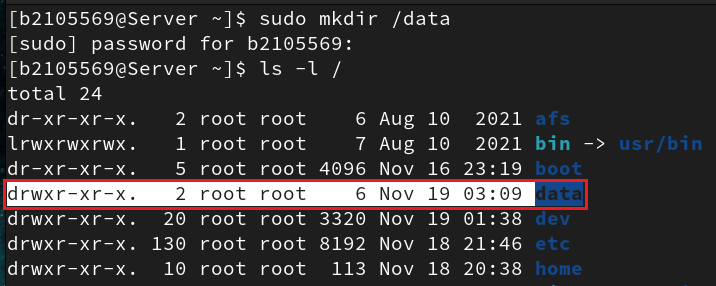 [b2105569@Server ~]$ sudo mkdir /data
[sudo] password for b2105569:
[b2105569@Server ~]$ ls -l /
total 24
dr-xr-xr-x.   2 root root    6 Aug 10  2021 afs
lrwxrwxrwx.   1 root root    7 Aug 10  2021 bin -> usr/bin
dr-xr-xr-x.   5 root root 4096 Nov 16 23:19 boot
drwxr-xr-x.   2 root root    6 Nov 19 03:09 data
drwxr-xr-x.  20 root root 3320 Nov 19 01:38 dev
drwxr-xr-x. 130 root root 8192 Nov 18 21:46 etc
drwxr-xr-x.  10 root root  113 Nov 18 20:38 home